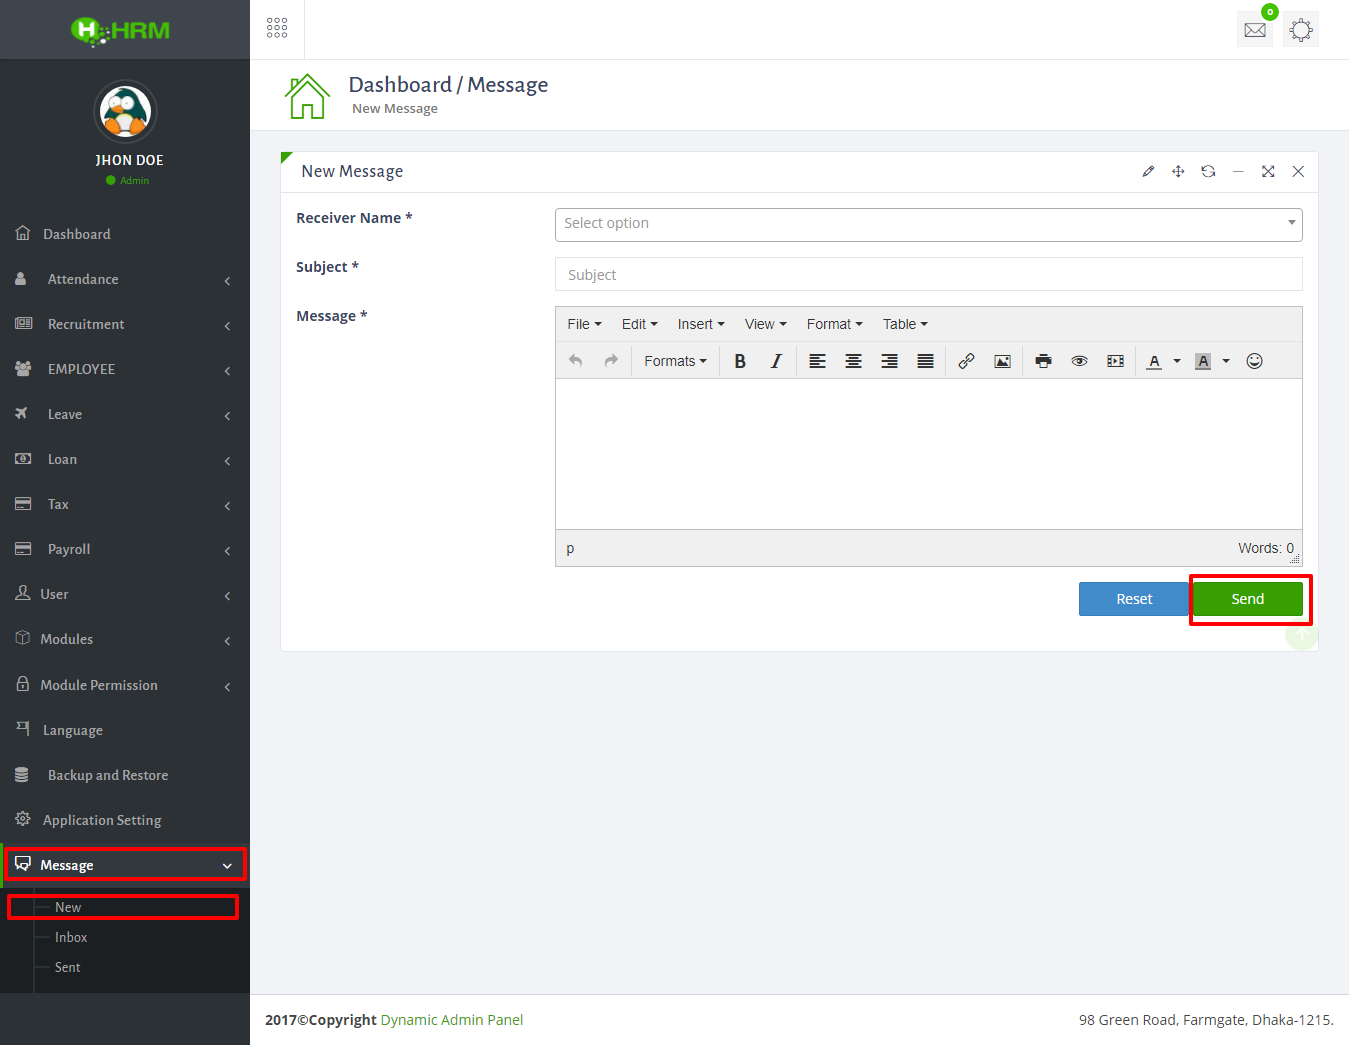 H HRM
JHON DOE
Admin
Dashboard
Attendance
Recruitment
EMPLOYEE
Leave
Loan
Tax
Payroll
User
Modules
Module Permission
Language
Backup and Restore
Application Setting
Message
New
Inbox
Sent
0
Dashboard / Message
New Message
New Message
Receiver Name *
Select option
Subject *
Subject
Message *
File Edit Insert View Format Table
Formats B I A A
p Words: 0
Reset Send
2017©Copyright Dynamic Admin Panel 98 Green Road, Farmgate, Dhaka-1215.